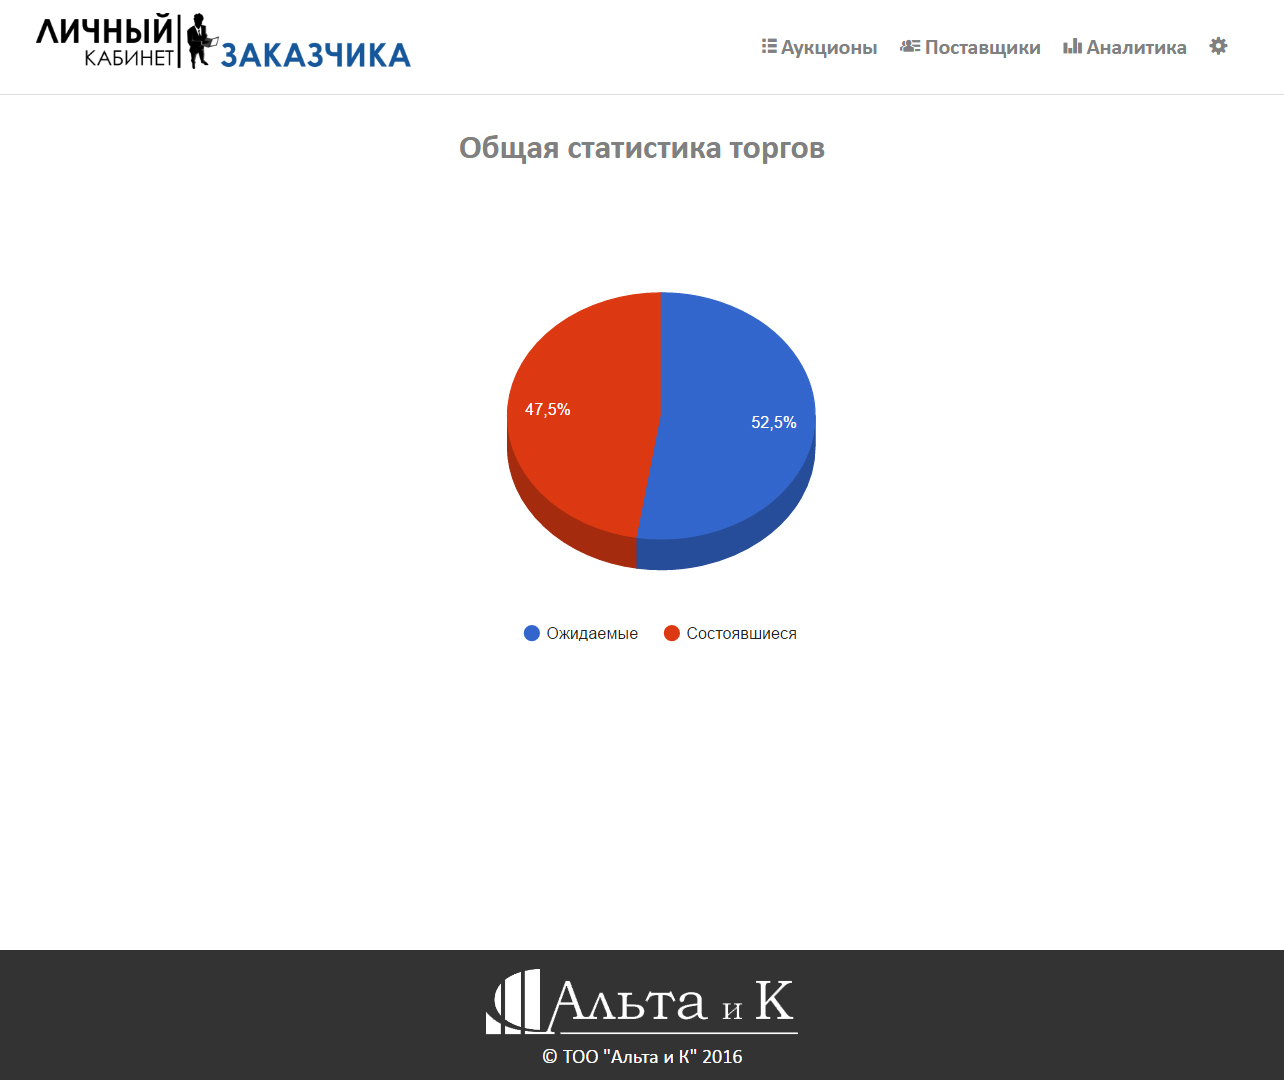 ЛИЧНЫЙ
КАБИНЕТ
ЗАКАЗЧИКА
Аукционы Поставщики Аналитика
Общая статистика торгов
47,5%
52,5%
Ожидаемые Состоявшиеся
Альта и К
© ТОО "Альта и К" 2016